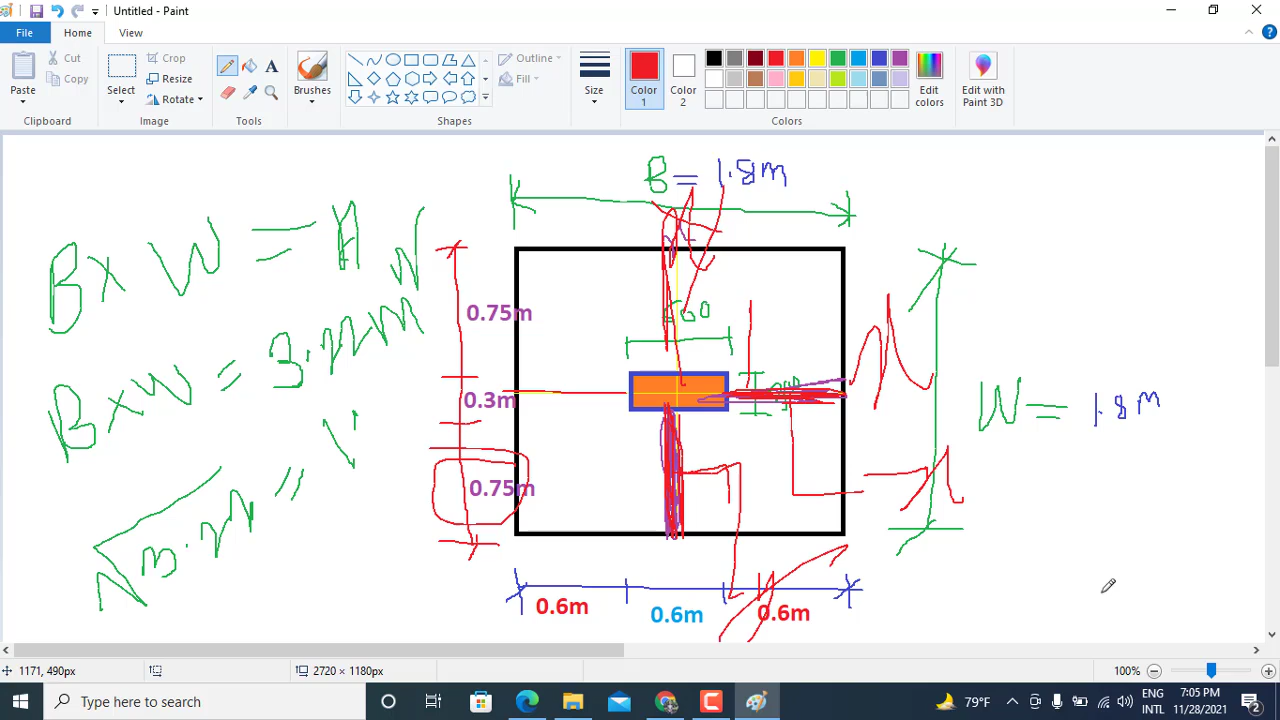 Untitled - Paint
File
Home
View
Paste
Cut
Copy
Clipboard
Select
Crop
Resize
Rotate
Image
Tools
Brushes
Shapes
Outline
Fill
Size
Color 1
Color 2
Edit colors
Edit with Paint 3D
Colors
B = 1.8m
B x W = A
0.75m
600
B x W = 3.
0.3m
W = 1.8m
0.75m
0.6m
0.6m
0.6m
1171, 490px
2720 × 1180px
100%
Type here to search
79°F
ENG
INTL
7:05 PM
11/28/2021
2